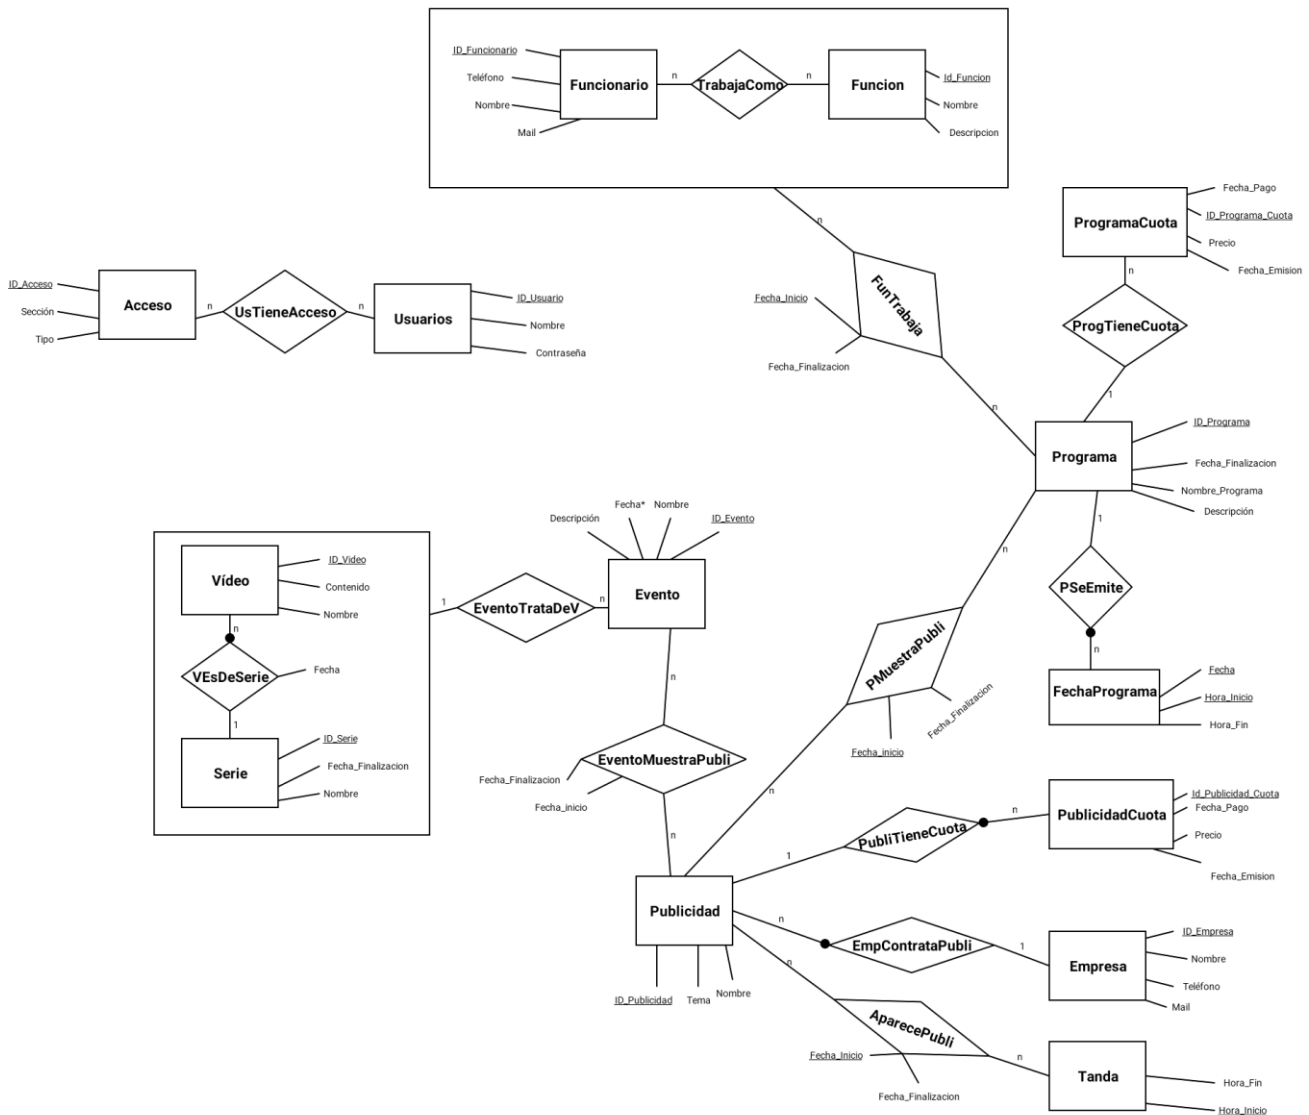 ID_Funcionario
Teléfono
Nombre
Mail
Funcionario
n
TrabajaComo
n
Funcion
Id_Funcion
Nombre
Descripcion
n
FunTrabaja
Fecha_Inicio
Fecha_Finalizacion
n
ProgramaCuota
Fecha_Pago
ID_Programa_Cuota
Precio
Fecha_Emision
n
ProgTieneCuota
1
ID_Acceso
Sección
Tipo
Acceso
n
UsTieneAcceso
n
Usuarios
ID_Usuario
Nombre
Contraseña
Programa
ID_Programa
Fecha_Finalizacion
Nombre_Programa
Descripción
1
PSeEmite
n
FechaPrograma
Fecha
Hora_Inicio
Hora_Fin
Vídeo
ID_Video
Contenido
Nombre
n
VEsDeSerie
Fecha
1
Serie
ID_Serie
Fecha_Finalizacion
Nombre
1
EventoTrataDeV
n
Descripción
Fecha*
Nombre
ID_Evento
Evento
n
EventoMuestraPubli
Fecha_Finalizacion
Fecha_inicio
n
n
PMuestraPubli
Fecha_inicio
Fecha_Finalizacion
n
Publicidad
ID_Publicidad
Tema
Nombre
1
PubliTieneCuota
n
PublicidadCuota
Id_Publicidad_Cuota
Fecha_Pago
Precio
Fecha_Emision
n
EmpContrataPubli
1
Empresa
ID_Empresa
Nombre
Teléfono
Mail
n
AparecePubli
Fecha_Inicio
Fecha_Finalizacion
n
Tanda
Hora_Fin
Hora_Inicio